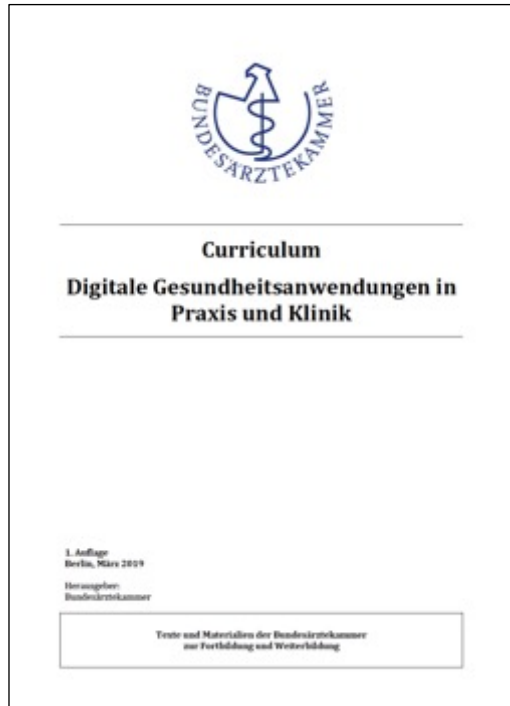 BUNDESÄRZTEKAMMER
Curriculum
Digitale Gesundheitsanwendungen in
Praxis und Klinik
1. Auflage
Berlin, März 2019
Herausgeber:
Bundesärztekammer
Texte und Materialien der Bundesärztekammer
zur Fortbildung und Weiterbildung